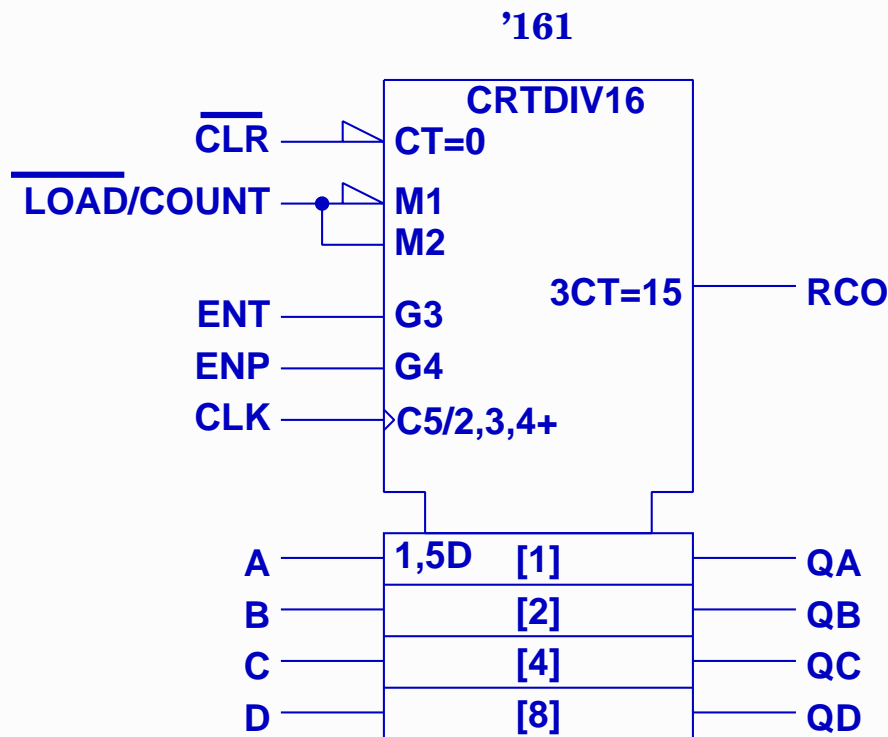 ’161
CRTDIV16
CLR CT=0
LOAD/COUNT M1
M2
3CT=15 RCO
ENT G3
ENP G4
CLK C5/2,3,4+
A 1,5D [1] QA
B [2] QB
C [4] QC
D [8] QD